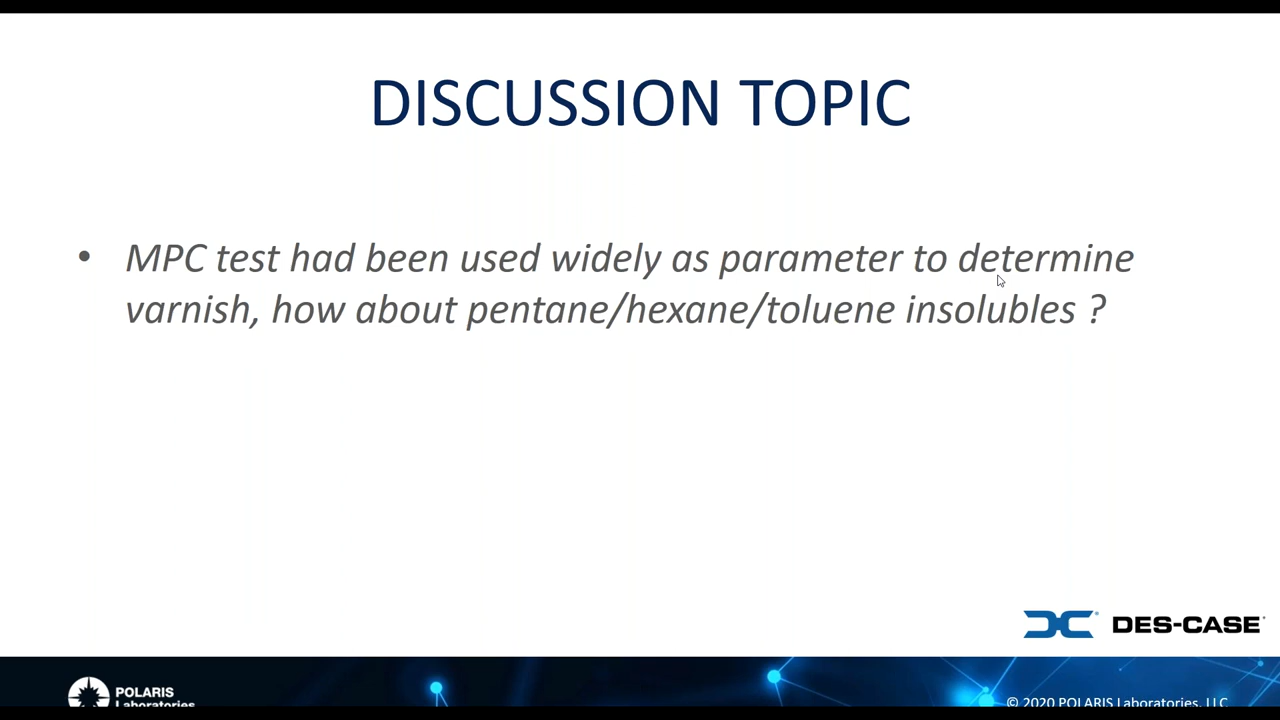 DISCUSSION TOPIC
• MPC test had been used widely as parameter to determine
varnish, how about pentane/hexane/toluene insolubles ?
DES-CASE
POLARIS
Laboratories
© 2020 POLARIS Laboratories, LLC